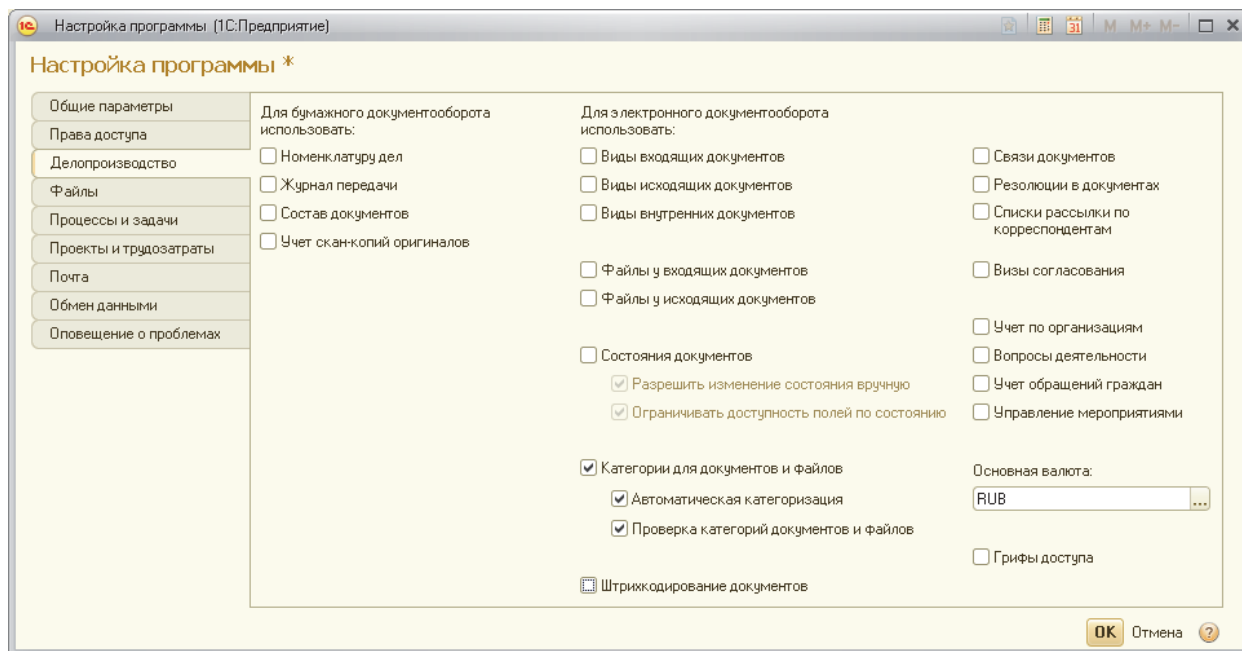 1С Настройка программы (1С:Предприятие) 31 M M+ M-
Настройка программы *
Общие параметры
Права доступа
Делопроизводство
Файлы
Процессы и задачи
Проекты и трудозатраты
Почта
Обмен данными
Оповещение о проблемах
Для бумажного документооборота
использовать:
Номенклатуру дел
Журнал передачи
Состав документов
Учет скан-копий оригиналов
Для электронного документооборота
использовать:
Виды входящих документов
Виды исходящих документов
Виды внутренних документов
Файлы у входящих документов
Файлы у исходящих документов
Состояния документов
Разрешить изменение состояния вручную
Ограничивать доступность полей по состоянию
Категории для документов и файлов
Автоматическая категоризация
Проверка категорий документов и файлов
Штрихкодирование документов
Связи документов
Резолюции в документах
Списки рассылки по
корреспондентам
Визы согласования
Учет по организациям
Вопросы деятельности
Учет обращений граждан
Управление мероприятиями
Основная валюта:
RUB ...
Грифы доступа
ОК Отмена ?